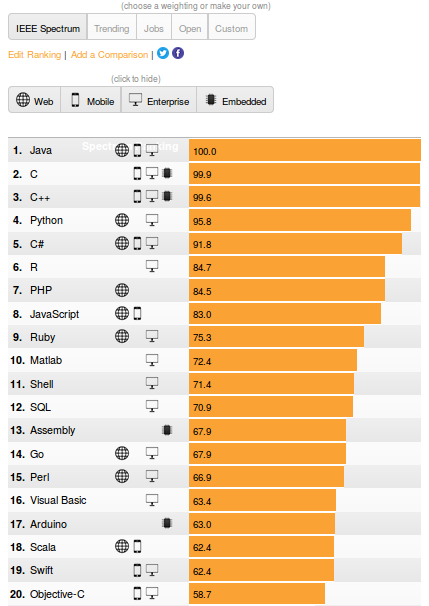 (choose a weighting or make your own)
IEEE Spectrum Trending Jobs Open Custom
Edit Ranking | Add a Comparison |
(click to hide)
Web Mobile Enterprise Embedded
1. Java 100.0
2. C 99.9
3. C++ 99.6
4. Python 95.8
5. C# 91.8
6. R 84.7
7. PHP 84.5
8. JavaScript 83.0
9. Ruby 75.3
10. Matlab 72.4
11. Shell 71.4
12. SQL 70.9
13. Assembly 67.9
14. Go 67.9
15. Perl 66.9
16. Visual Basic 63.4
17. Arduino 63.0
18. Scala 62.4
19. Swift 62.4
20. Objective-C 58.7